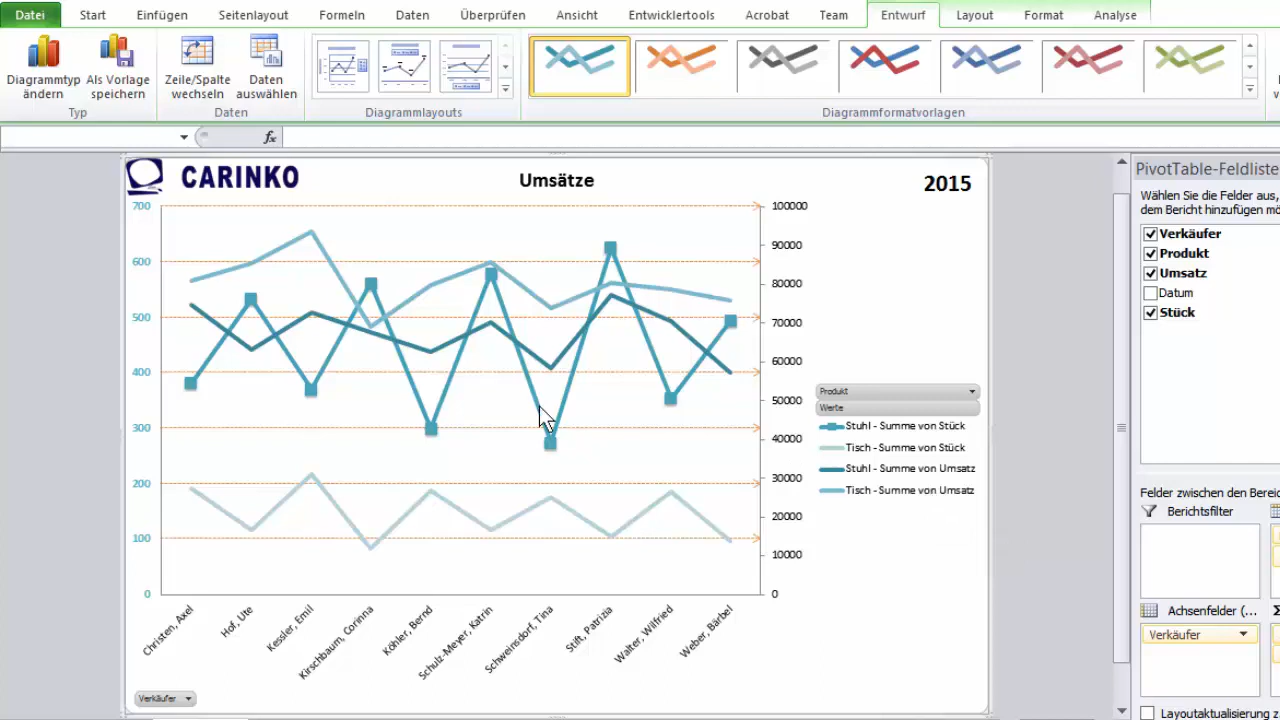 Datei Start Einfügen Seitenlayout Formeln Daten Überprüfen Ansicht Entwicklertools Acrobat Team Entwurf Layout Format Analyse
Diagrammtyp ändern
Als Vorlage speichern
Zeile/Spalte wechseln
Daten auswählen
Typ Daten Diagrammlayouts Diagrammformatvorlagen
fx
CARINKO
Umsätze
2015
700
600
500
400
300
200
100
0
100000
90000
80000
70000
60000
50000
40000
30000
20000
10000
0
Christen, Axel
Hof, Ute
Kessler, Emil
Kirschbaum, Corinna
Köhler, Bernd
Schulz-Meyer, Katrin
Schweinsdorf, Tina
Stift, Patrizia
Walter, Wilfried
Weber, Bärbel
Verkäufer
Produkt
Werte
Stuhl - Summe von Stück
Tisch - Summe von Stück
Stuhl - Summe von Umsatz
Tisch - Summe von Umsatz
PivotTable-Feldliste
Wählen Sie die Felder aus,
dem Bericht hinzufügen
Verkäufer
Produkt
Umsatz
Datum
Stück
Felder zwischen den
Berichtsfilter
Achsenfelder (...
Σ
Verkäufer
Layoutaktualisierung